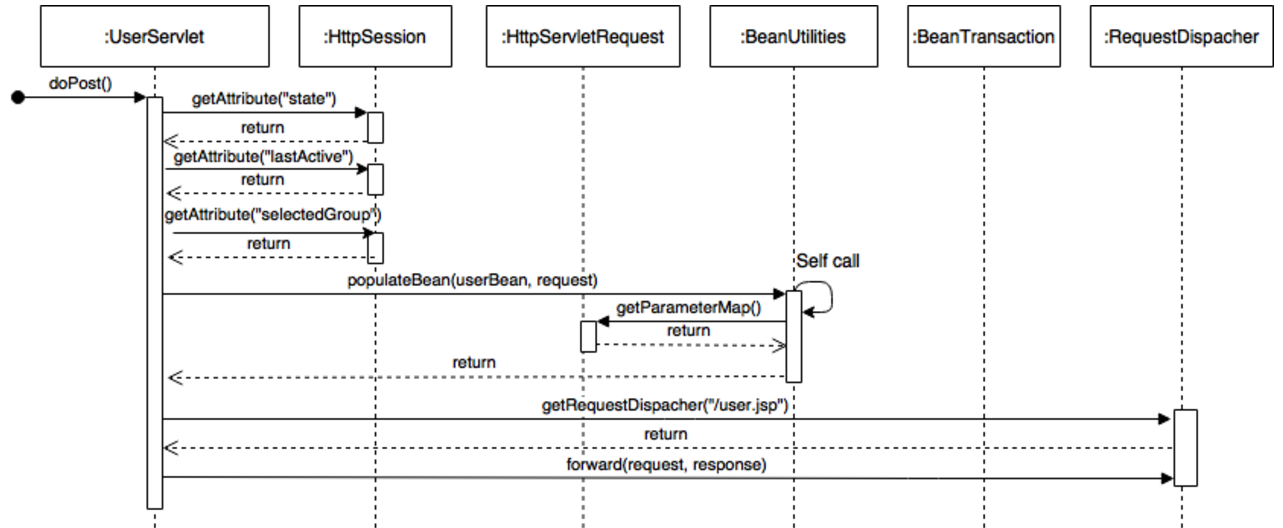 :UserServlet
:HttpSession
:HttpServletRequest
:BeanUtilities
:BeanTransaction
:RequestDispacher
doPost()
getAttribute("state")
return
getAttribute("lastActive")
return
getAttribute("selectedGroup")
return
Self call
populateBean(userBean, request)
getParameterMap()
return
return
getRequestDispacher("/user.jsp")
return
forward(request, response)